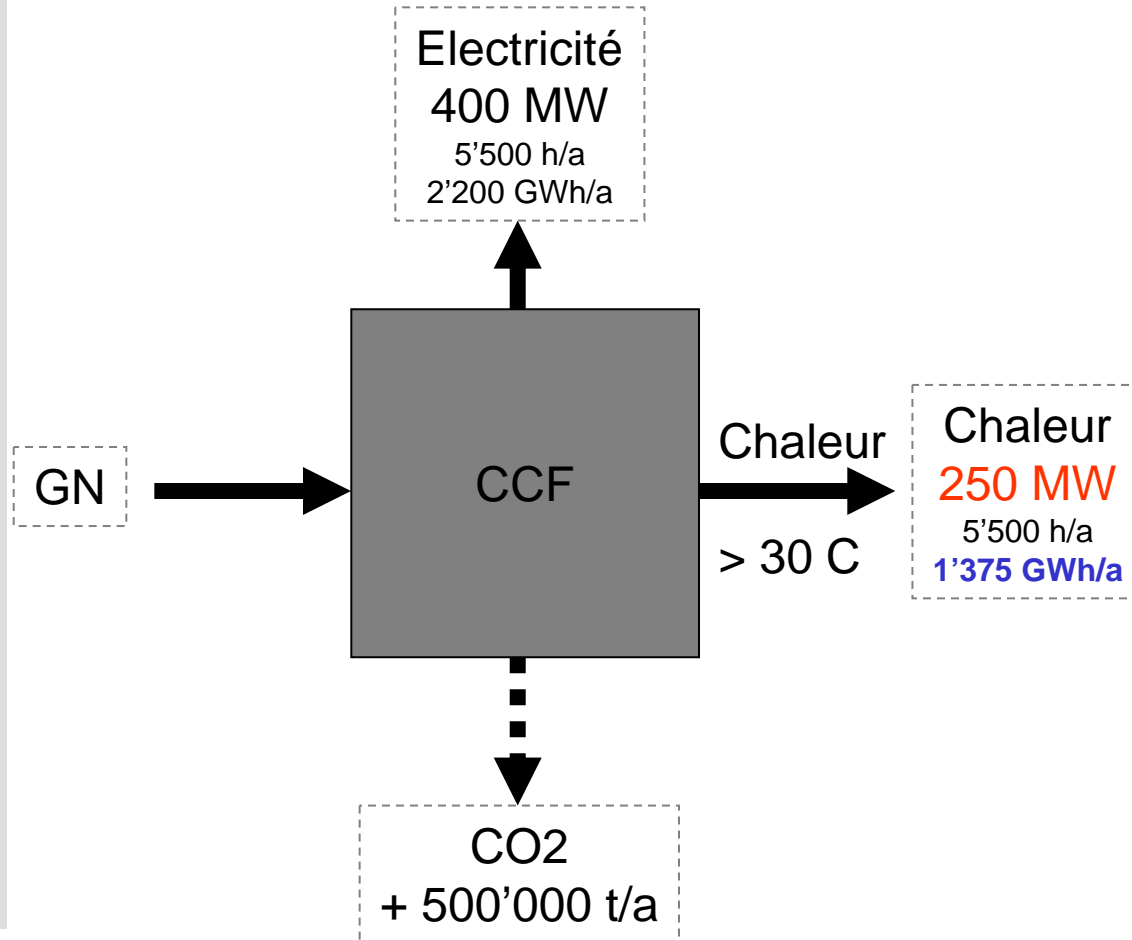 Electricité
400 MW
5’500 h/a
2’200 GWh/a
GN
CCF
Chaleur
> 30 C
Chaleur
250 MW
5’500 h/a
1’375 GWh/a
CO2
+ 500’000 t/a